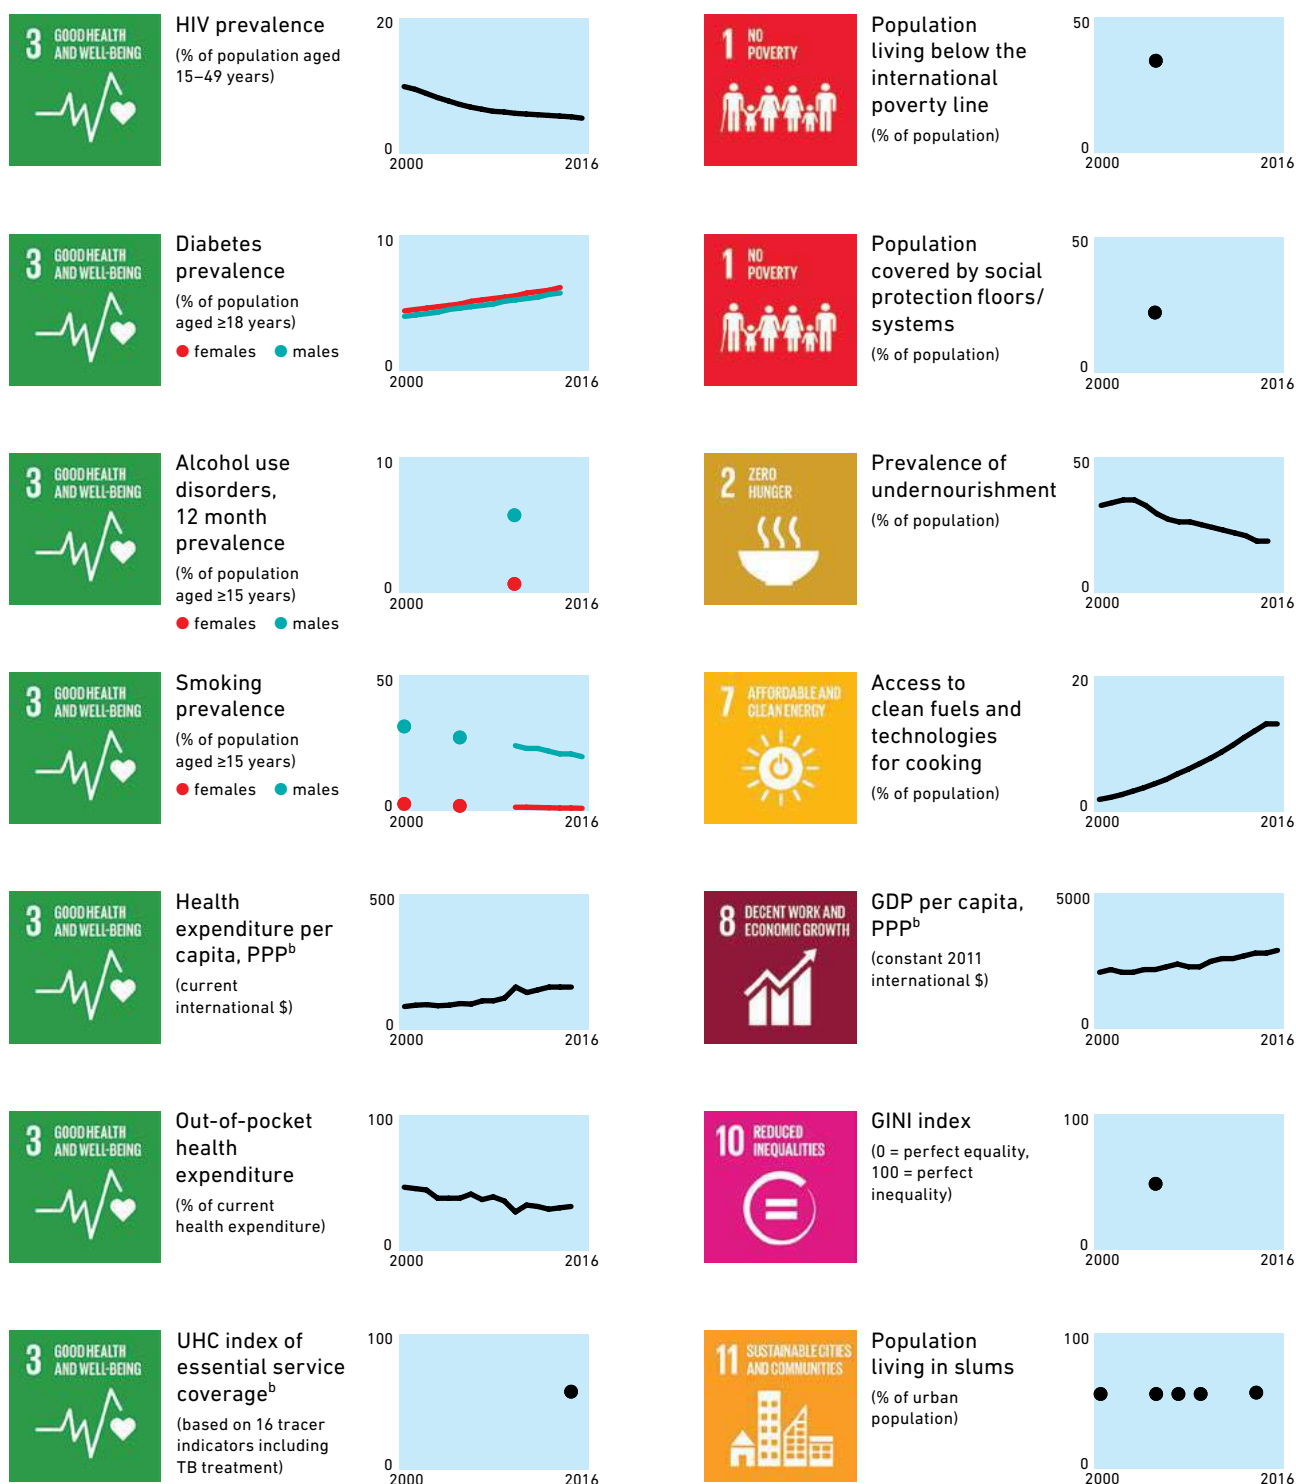 3 GOOD HEALTH
AND WELL-BEING
HIV prevalence
(% of population aged
15–49 years)
20
0
2000 2016
3 GOOD HEALTH
AND WELL-BEING
Diabetes
prevalence
(% of population
aged ≥18 years)
females males
10
0
2000 2016
3 GOOD HEALTH
AND WELL-BEING
Alcohol use
disorders,
12 month
prevalence
(% of population
aged ≥15 years)
females males
10
0
2000 2016
3 GOOD HEALTH
AND WELL-BEING
Smoking
prevalence
(% of population
aged ≥15 years)
females males
50
0
2000 2016
3 GOOD HEALTH
AND WELL-BEING
Health
expenditure per
capita, PPPb
(current
international $)
500
0
2000 2016
3 GOOD HEALTH
AND WELL-BEING
Out-of-pocket
health
expenditure
(% of current
health expenditure)
100
0
2000 2016
3 GOOD HEALTH
AND WELL-BEING
UHC index of
essential service
coverageb
(based on 16 tracer
indicators including
TB treatment)
100
0
2000 2016
1 NO
POVERTY
Population
living below the
international
poverty line
(% of population)
50
0
2000 2016
1 NO
POVERTY
Population
covered by social
protection floors/
systems
(% of population)
50
0
2000 2016
2 ZERO
HUNGER
Prevalence of
undernourishment
(% of population)
50
0
2000 2016
7 AFFORDABLE AND
CLEAN ENERGY
Access to
clean fuels and
technologies
for cooking
(% of population)
20
0
2000 2016
8 DECENT WORK AND
ECONOMIC GROWTH
GDP per capita,
PPPb
(constant 2011
international $)
5000
0
2000 2016
10 REDUCED
INEQUALITIES
GINI index
(0 = perfect equality,
100 = perfect
inequality)
100
0
2000 2016
11 SUSTAINABLE CITIES
AND COMMUNITIES
Population
living in slums
(% of urban
population)
100
0
2000 2016